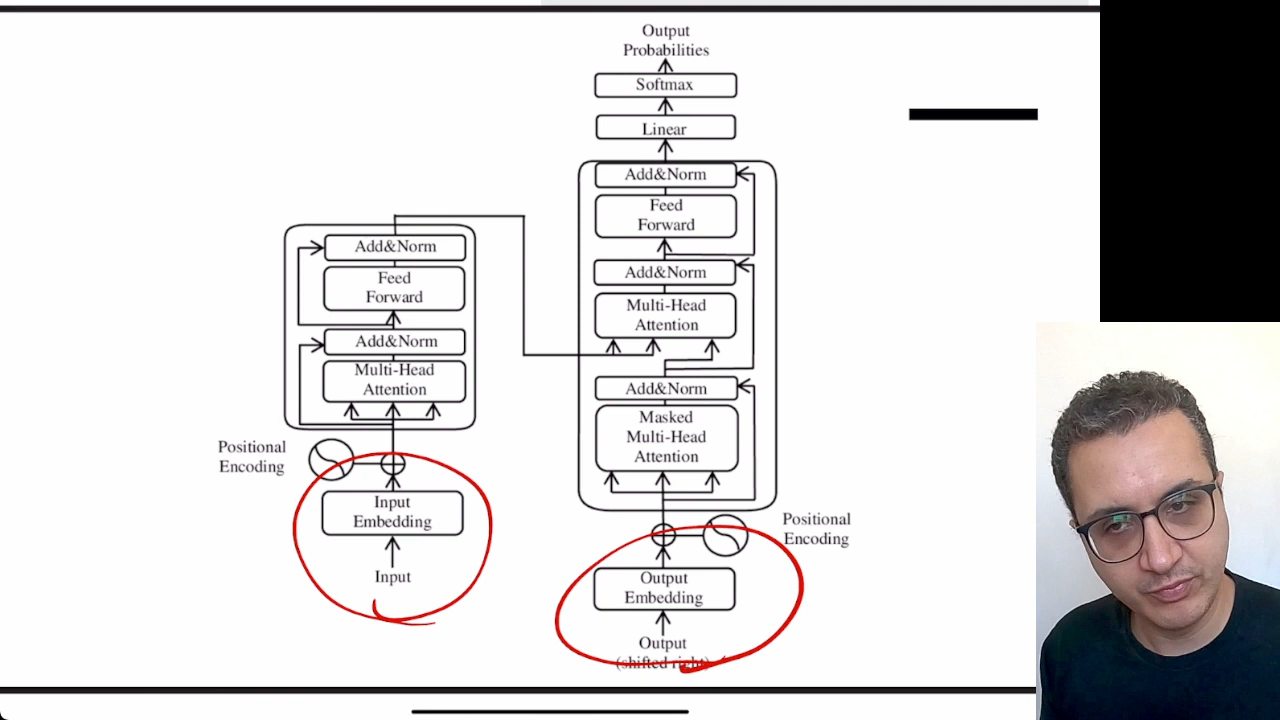 Output
Probabilities
Softmax
Linear
Add&Norm
Feed
Forward
Add&Norm
Multi-Head
Attention
Add&Norm
Masked
Multi-Head
Attention
Positional
Encoding
Output
Embedding
Output
(shifted right)
Add&Norm
Feed
Forward
Add&Norm
Multi-Head
Attention
Positional
Encoding
Input
Embedding
Input